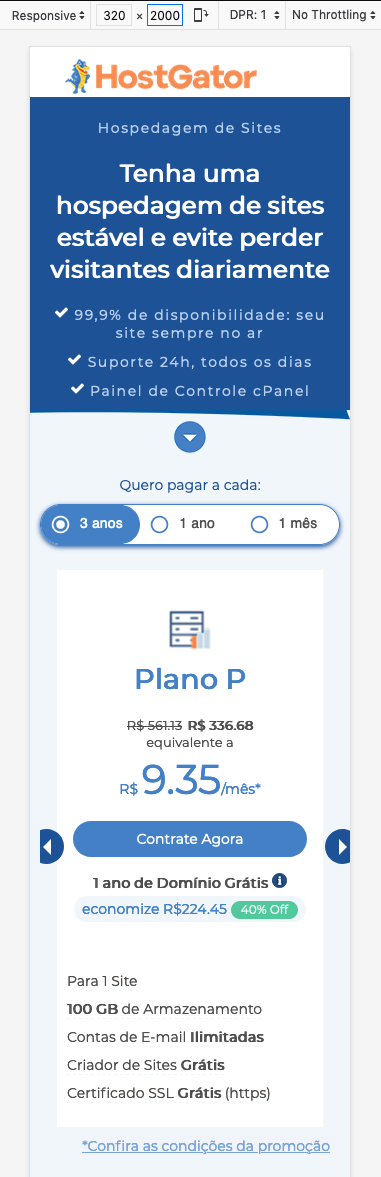 Responsive 320 × 2000 DPR: 1 No Throttling
HostGator
Hospedagem de Sites
Tenha uma
hospedagem de sites
estável e evite perder
visitantes diariamente
99,9% de disponibilidade: seu
site sempre no ar
Suporte 24h, todos os dias
Painel de Controle cPanel
Quero pagar a cada:
3 anos 1 ano 1 mês
Plano P
R$ 561.13 R$ 336.68
equivalente a
R$ 9.35/mês*
Contrate Agora
1 ano de Domínio Grátis
economize R$224.45 40% Off
Para 1 Site
100 GB de Armazenamento
Contas de E-mail Ilimitadas
Criador de Sites Grátis
Certificado SSL Grátis (https)
*Confira as condições da promoção